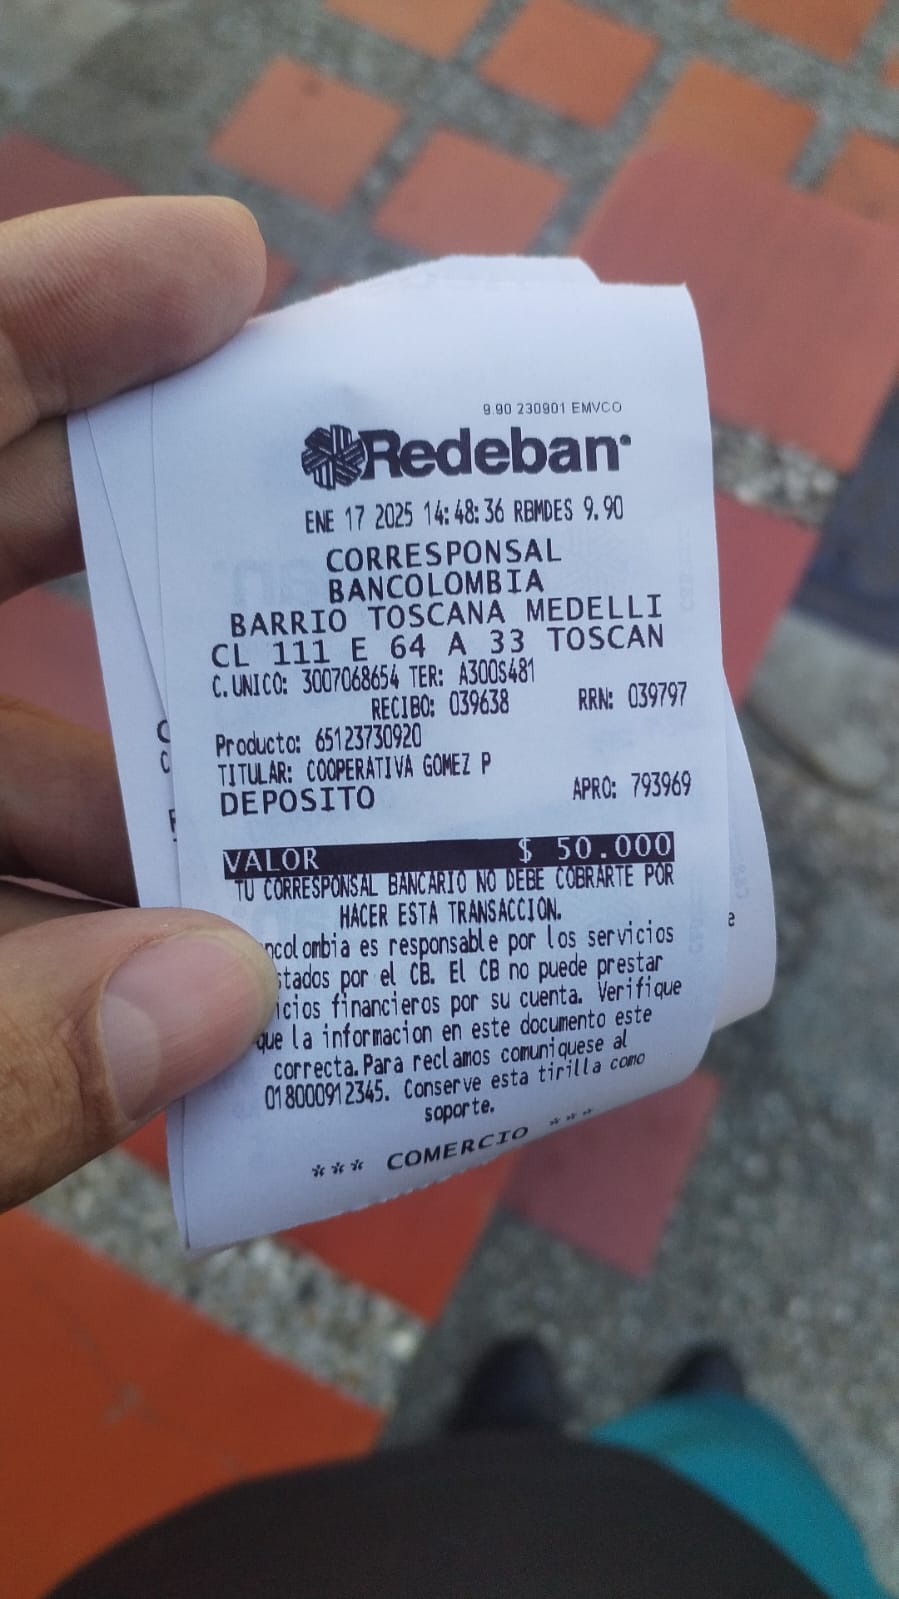 9.90 230901 EMVCO
Redeban
ENE 17 2025 14:48:36 RBMDES 9.90
CORRESPONSAL
BANCOLOMBIA
BARRIO TOSCANA MEDELLI
CL 111 E 64 A 33 TOSCAN
C.UNICO: 3007068654 TER: A300S481
RECIBO: 039638 RRN: 039797
Producto: 65123730920
TITULAR: COOPERATIVA GOMEZ P
DEPOSITO APRO: 793969
VALOR $ 50.000
TU CORRESPONSAL BANCARIO NO DEBE COBRARTE POR
HACER ESTA TRANSACCION.
ncolombia es responsable por los servicios
stados por el CB. El CB no puede prestar
icios financieros por su cuenta. Verifique
que la informacion en este documento este
correcta.Para reclamos comuniquese al
018000912345. Conserve esta tirilla como
soporte.
*** COMERCIO ***